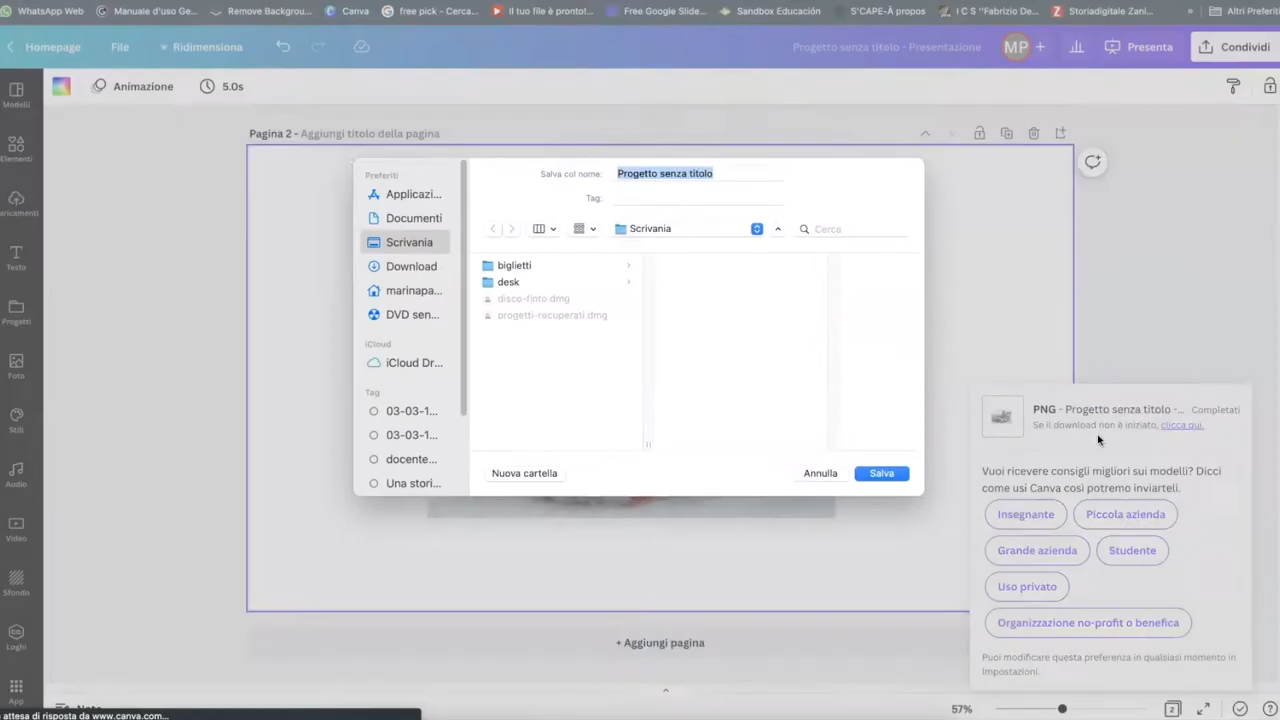 WhatsApp Web
Manuale d'uso Ge...
Remove Backgrou...
Canva
free pick - Cerca...
Il tuo file è pronto!...
Free Google Slide...
Sandbox Educación
S'CAPE-À propos
I C S "Fabrizio De...
Storiadigitale Zani...
»
Altri Preferiti
Homepage
File
Ridimensiona
Progetto senza titolo - Presentazione
MP
+
Presenta
Condividi
Animazione
5.0s
Modelli
Elementi
Caricamenti
Testo
Progetti
Foto
Stili
Audio
Video
Sfondo
Loghi
App
Pagina 2 - Aggiungi titolo della pagina
Preferiti
Applicazi...
Documenti
Scrivania
Download
marinapa...
DVD sen...
iCloud
iCloud Dr...
Tag
03-03-1...
03-03-1...
docente...
Una stori...
Salva col nome: Progetto senza titolo
Tag:
Scrivania
Cerca
biglietti
desk
disco-finto.dmg
progetti-recuperati.dmg
Nuova cartella
Annulla
Salva
PNG - Progetto senza titolo -... Completati
Se il download non è iniziato, clicca qui.
Vuoi ricevere consigli migliori sui modelli? Dicci
come usi Canva così potremo inviarteli.
Insegnante
Piccola azienda
Grande azienda
Studente
Uso privato
Organizzazione no-profit o benefica
Puoi modificare questa preferenza in qualsiasi momento in
Impostazioni.
+ Aggiungi pagina
Note
57%
2
attesa di risposta da www.canva.com...